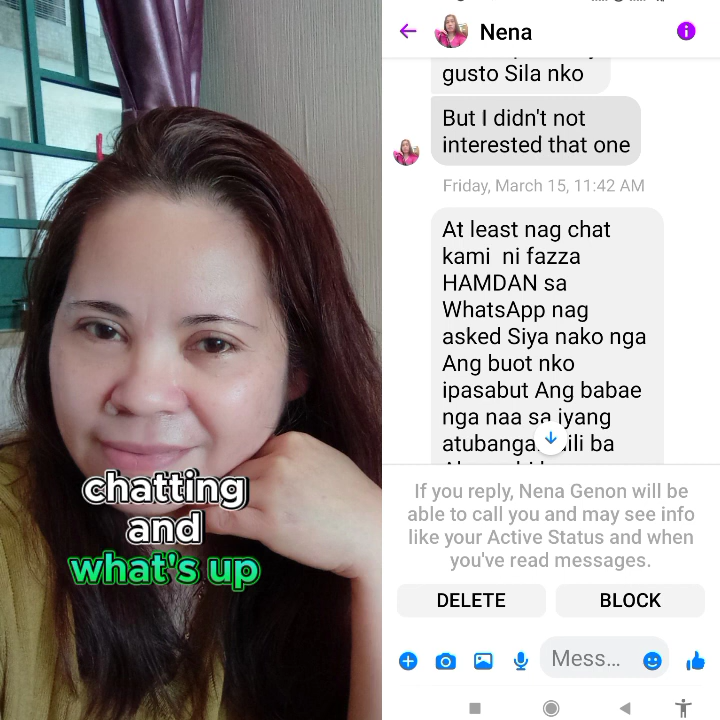 chatting
and
what's up
Nena
gusto Sila nko
But I didn't not
interested that one
Friday, March 15, 11:42 AM
At least nag chat
kami ni fazza
HAMDAN sa
WhatsApp nag
asked Siya nako nga
Ang buot nko
ipasabut Ang babae
nga naa sa iyang
ba
If you reply, Nena Genon will be
able to call you and may see info
like your Active Status and when
you've read messages.
DELETE
BLOCK
Mess...